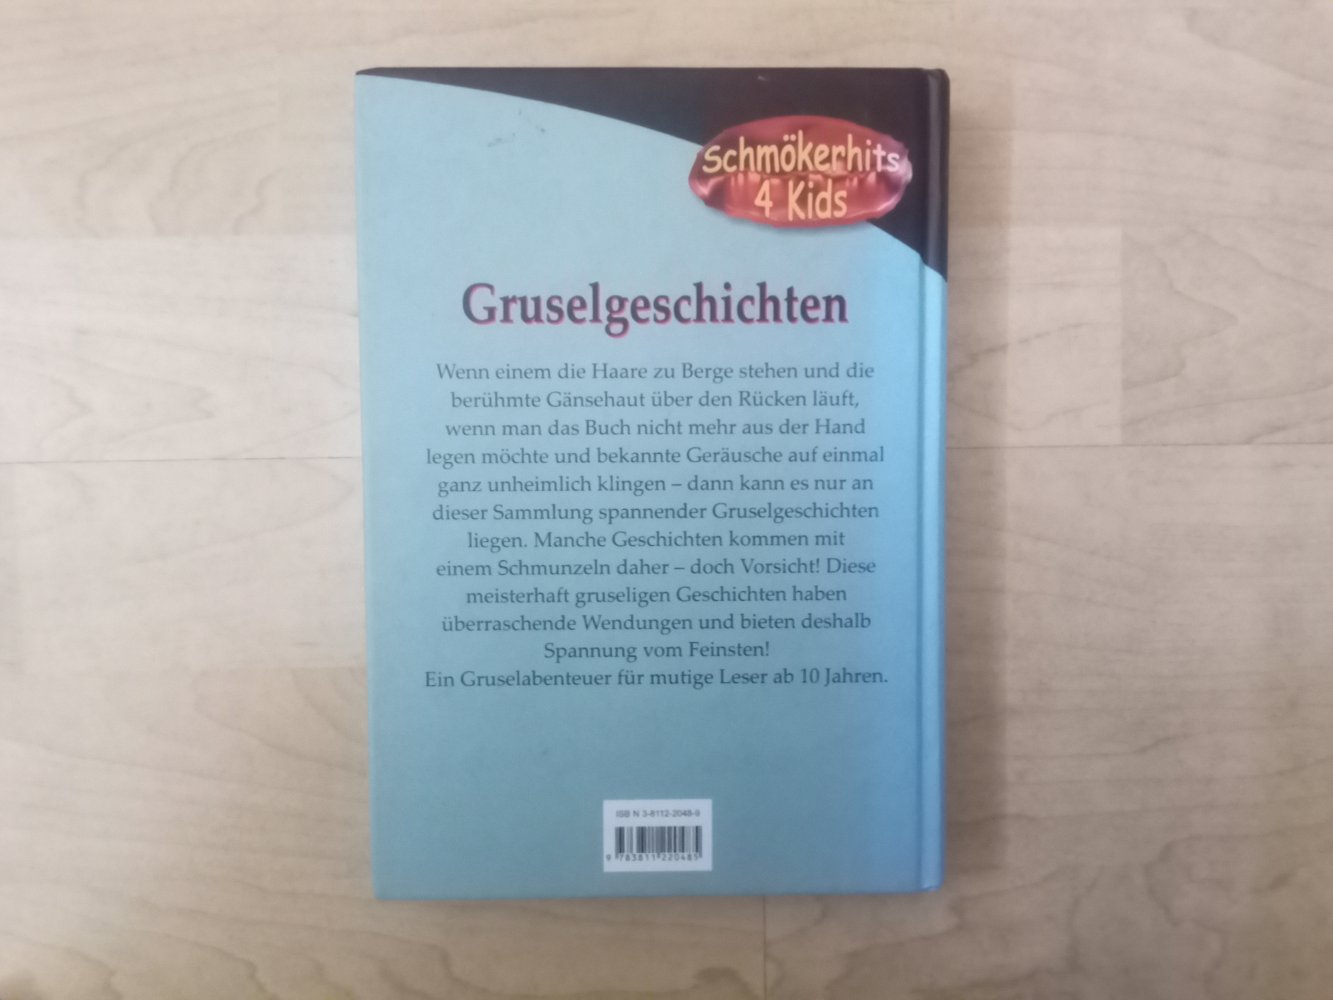 Schmökerhits
4 Kids
Gruselgeschichten
Wenn einem die Haare zu Berge stehen und die
berühmte Gänsehaut über den Rücken läuft,
wenn man das Buch nicht mehr aus der Hand
legen möchte und bekannte Geräusche auf einmal
ganz unheimlich klingen – dann kann es nur an
dieser Sammlung spannender Gruselgeschichten
liegen. Manche Geschichten kommen mit
einem Schmunzeln daher – doch Vorsicht! Diese
meisterhaft gruseligen Geschichten haben
überraschende Wendungen und bieten deshalb
Spannung vom Feinsten!
Ein Gruselabenteuer für mutige Leser ab 10 Jahren.
ISB N 3-8112-2048-9
9 783811 220485